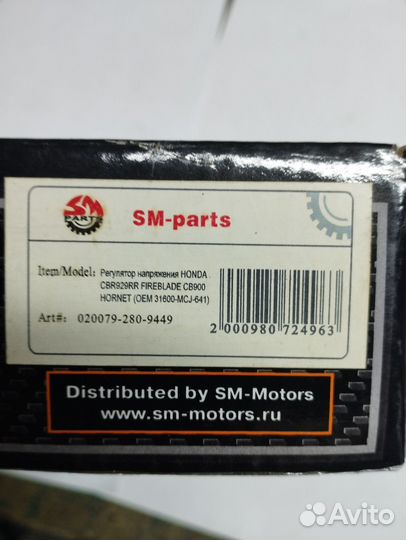 SM
PARTS
SM-parts
Item/Model: Регулятор напряжения HONDA
CBR929RR FIREBLADE CB900
HORNET (OEM 31600-MCJ-641)
Art#: 020079-280-9449
2 000980 724963
Distributed by SM-Motors
www.sm-motors.ru
Avito